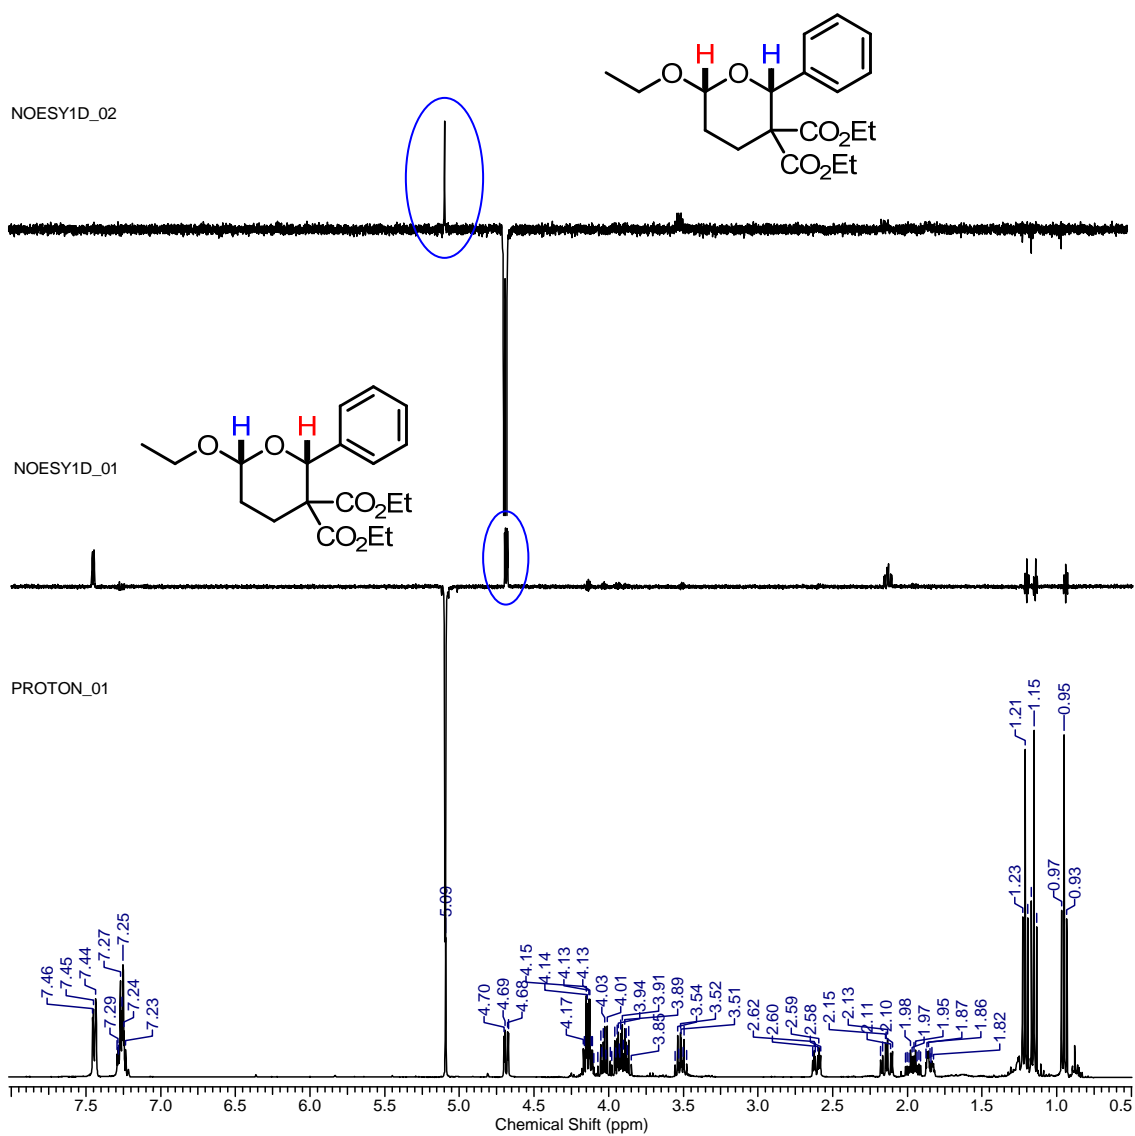 NOESY1D_02
H
H
O
O
CO2Et
CO2Et
NOESY1D_01
H
H
O
O
CO2Et
CO2Et
PROTON_01
7.46
7.45
7.44
7.29
7.27
7.25
7.24
7.23
5.09
4.70
4.69
4.68
4.17
4.15
4.14
4.13
4.13
4.03
4.01
3.94
3.91
3.89
3.85
3.54
3.52
3.51
2.62
2.60
2.59
2.58
2.15
2.13
2.11
2.10
1.98
1.97
1.95
1.87
1.86
1.82
1.23
1.21
1.15
0.97
0.95
0.93
7.5 7.0 6.5 6.0 5.5 5.0 4.5 4.0 3.5 3.0 2.5 2.0 1.5 1.0 0.5
Chemical Shift (ppm)